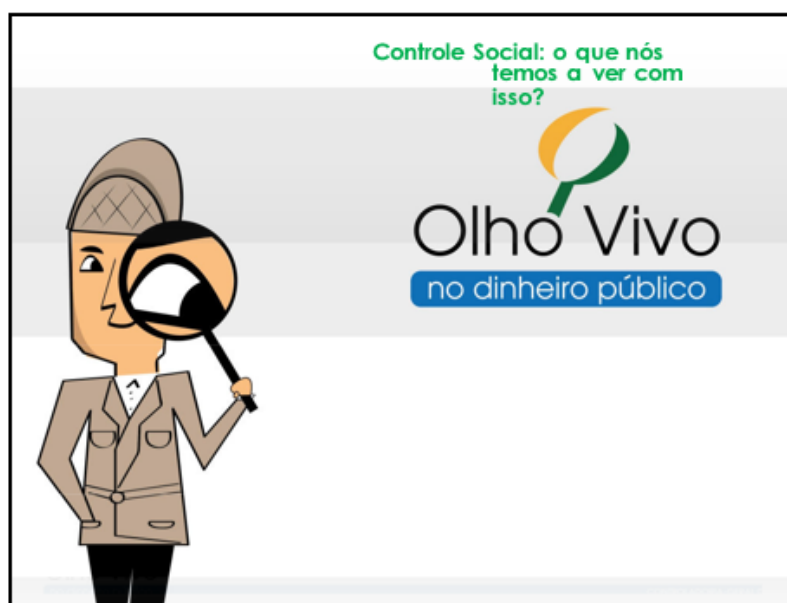 Controle Social: o que nós
temos a ver com
isso?
Olho Vivo
no dinheiro público